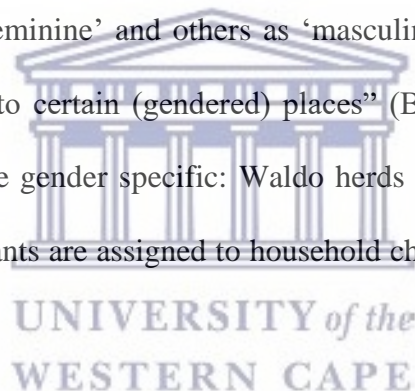 eminine’ and others as ‘masculin
to certain (gendered) places” (B
e gender specific: Waldo herds
nts are assigned to household ch
UNIVERSITY of the
WESTERN CAPE